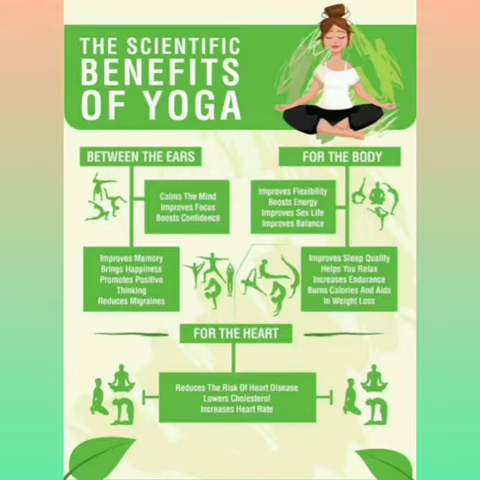 THE SCIENTIFIC
BENEFITS
OF YOGA
BETWEEN THE EARS
Calms The Mind
Improves Focus
Boosts Confidence
Improves Memory
Brings Happiness
Promotes Positive
Thinking
Reduces Migraines
FOR THE BODY
Improves Flexibility
Boosts Energy
Improves Sex Life
Improves Balance
Improves Sleep Quality
Helps You Relax
Increases Endurance
Burns Calories And Aids
In Weight Loss
FOR THE HEART
Reduces The Risk Of Heart Disease
Lowers Cholesterol
Increases Heart Rate